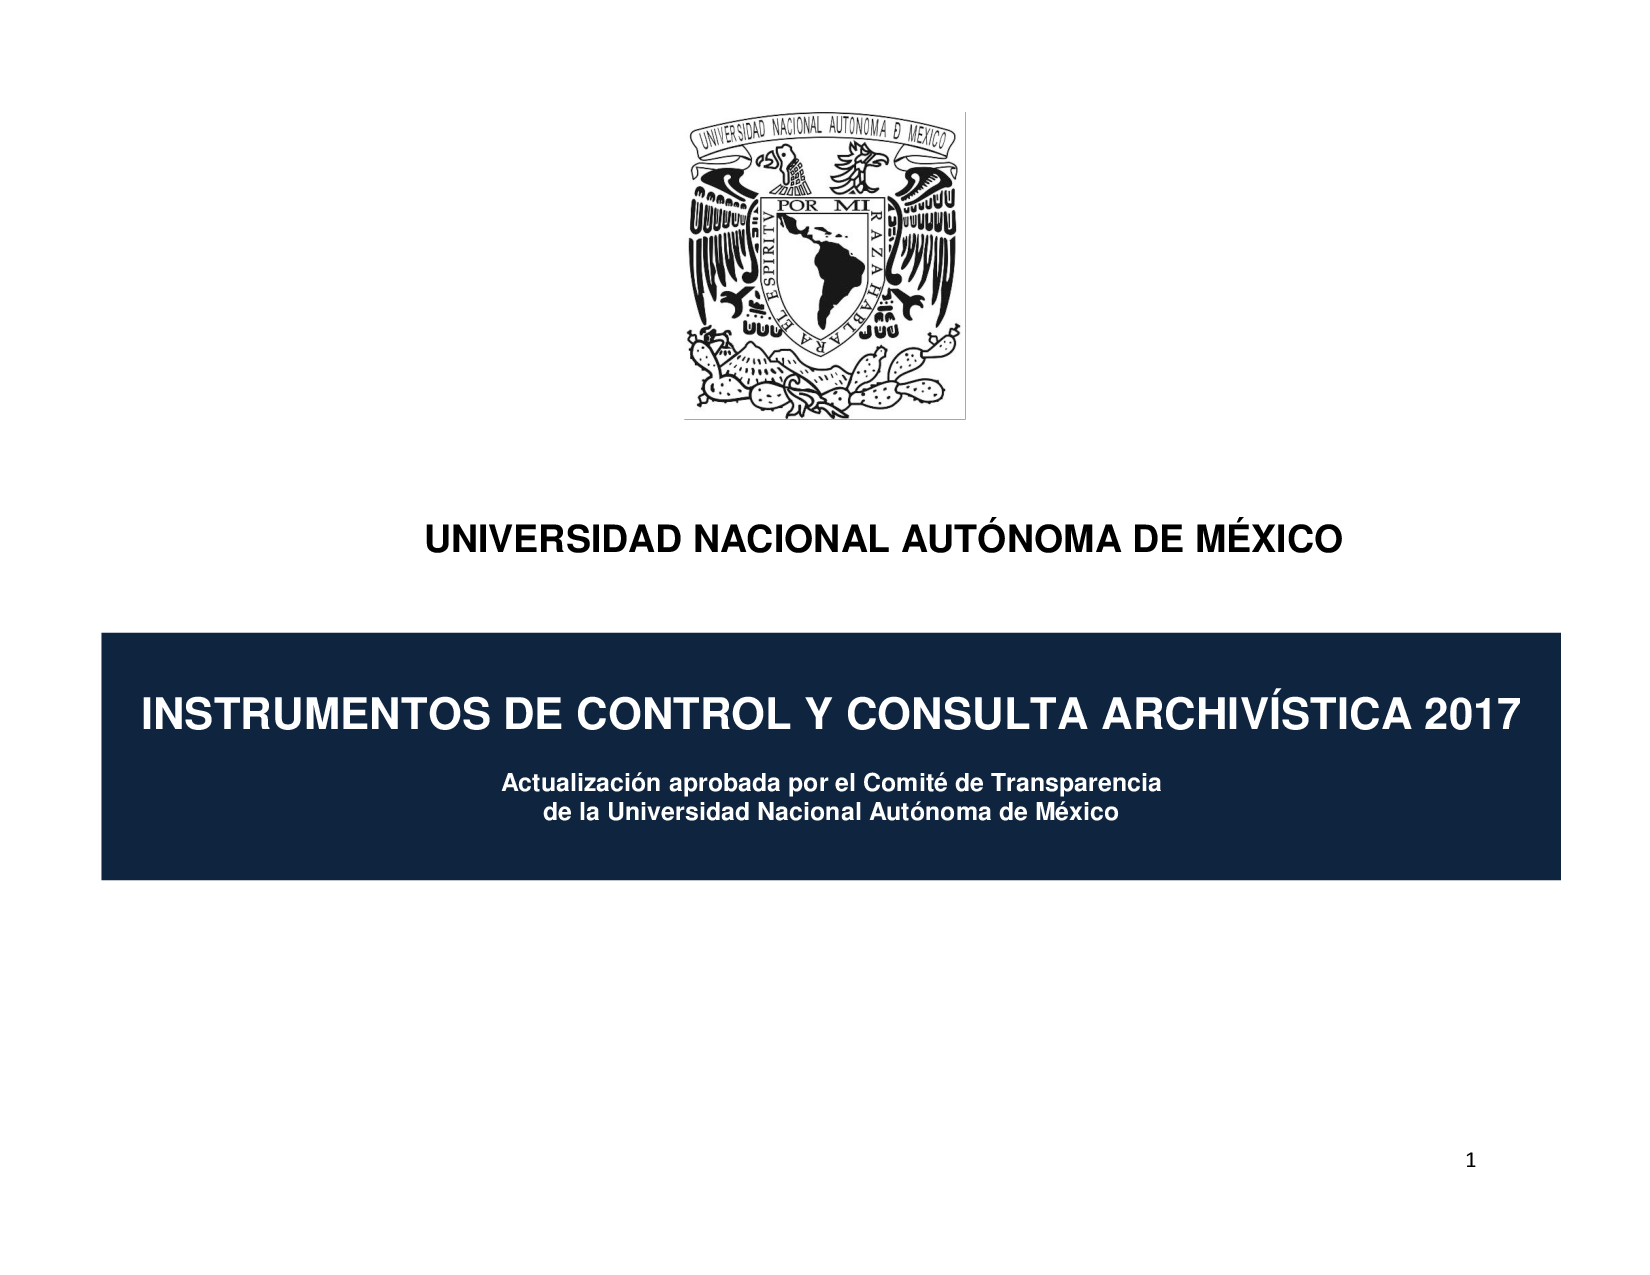 UNIVERSIDAD NACIONAL AUTONOMA Đ MEXICO
POR MI
RAZA HABLARA EL ESPIRITV
UNIVERSIDAD NACIONAL AUTÓNOMA DE MÉXICO
INSTRUMENTOS DE CONTROL Y CONSULTA ARCHIVÍSTICA 2017
Actualización aprobada por el Comité de Transparencia
de la Universidad Nacional Autónoma de México
1